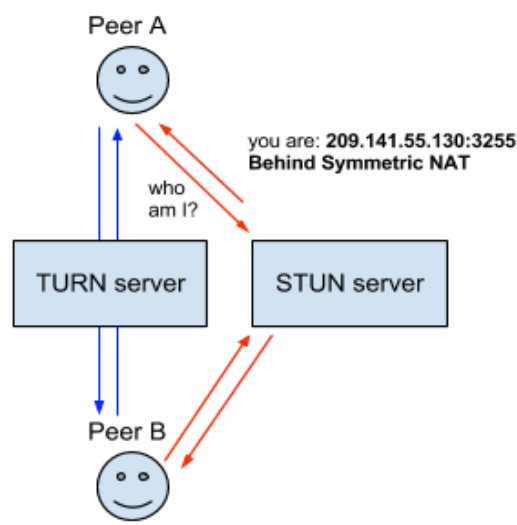 Peer A
you are: 209.141.55.130:3255
Behind Symmetric NAT
who
am I?
TURN server
STUN server
Peer B